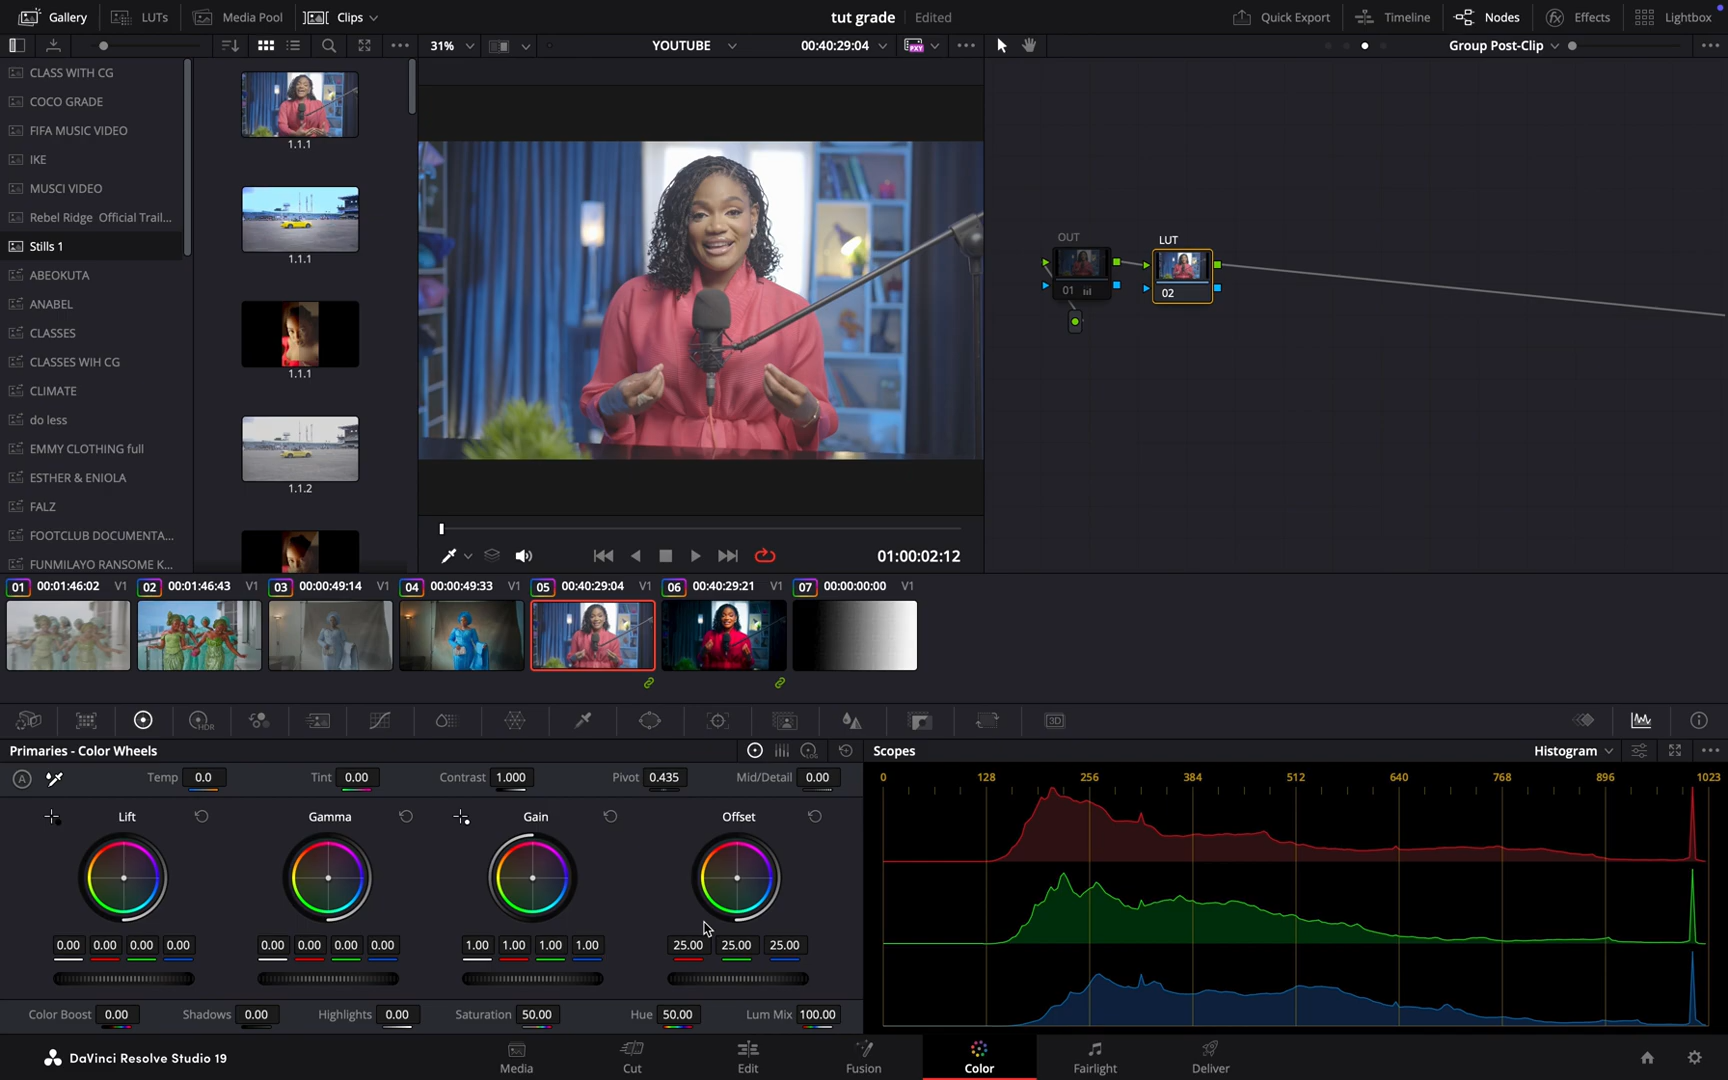 Gallery LUTs Media Pool Clips tut grade Edited Quick Export Timeline Nodes Effects Lightbox
31% YOUTUBE 00:40:29:04 PXY Group Post-Clip
CLASS WITH CG
COCO GRADE
FIFA MUSIC VIDEO
IKE
MUSCI VIDEO
Rebel Ridge Official Trail...
Stills 1
ABEOKUTA
ANABEL
CLASSES
CLASSES WIH CG
CLIMATE
do less
EMMY CLOTHING full
ESTHER & ENIOLA
FALZ
FOOTCLUB DOCUMENTA...
FUNMILAYO RANSOME K...
1.1.1
1.1.1
1.1.1
1.1.2
OUT
01
LUT
02
01:00:02:12
01 00:01:46:02 V1 02 00:01:46:43 V1 03 00:00:49:14 V1 04 00:00:49:33 V1 05 00:40:29:04 V1 06 00:40:29:21 V1 07 00:00:00:00 V1
HDR 3D
Primaries - Color Wheels LOG
A Temp 0.0 Tint 0.00 Contrast 1.000 Pivot 0.435 Mid/Detail 0.00
Lift Gamma Gain Offset
0.00 0.00 0.00 0.00 0.00 0.00 0.00 0.00 1.00 1.00 1.00 1.00 25.00 25.00 25.00
Color Boost 0.00 Shadows 0.00 Highlights 0.00 Saturation 50.00 Hue 50.00 Lum Mix 100.00
Scopes Histogram
0 128 256 384 512 640 768 896 1023
DaVinci Resolve Studio 19
Media Cut Edit Fusion Color Fairlight Deliver